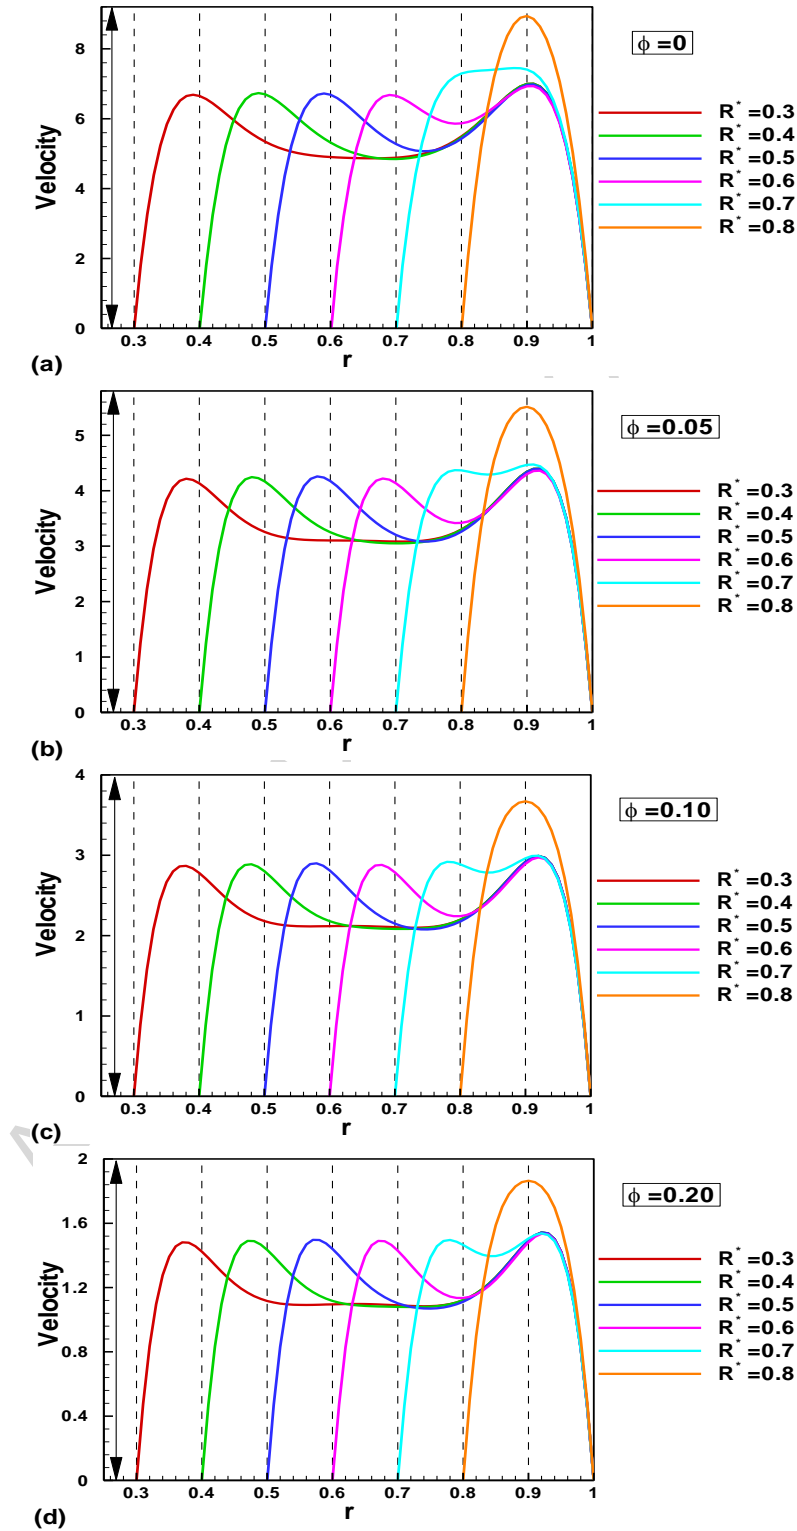 ϕ =0
8
6
4
2
0
Velocity
R* =0.3
R* =0.4
R* =0.5
R* =0.6
R* =0.7
R* =0.8
0.3 0.4 0.5 0.6 0.7 0.8 0.9 1
r
(a)
ϕ =0.05
5
4
3
2
1
0
Velocity
R* =0.3
R* =0.4
R* =0.5
R* =0.6
R* =0.7
R* =0.8
0.3 0.4 0.5 0.6 0.7 0.8 0.9 1
r
(b)
ϕ =0.10
4
3
2
1
0
Velocity
R* =0.3
R* =0.4
R* =0.5
R* =0.6
R* =0.7
R* =0.8
0.3 0.4 0.5 0.6 0.7 0.8 0.9 1
r
(c)
ϕ =0.20
2
1.6
1.2
0.8
0.4
0
Velocity
R* =0.3
R* =0.4
R* =0.5
R* =0.6
R* =0.7
R* =0.8
0.3 0.4 0.5 0.6 0.7 0.8 0.9 1
r
(d)